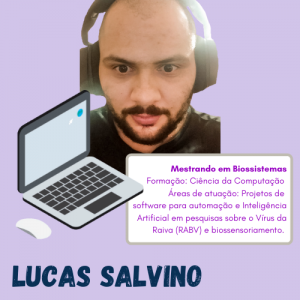 Mestrando em Biossistemas
Formação: Ciência da Computação
Áreas de atuação: Projetos de
software para automação e Inteligência
Artificial em pesquisas sobre o Vírus da
Raiva (RABV) e biossensoriamento.
LUCAS SALVINO